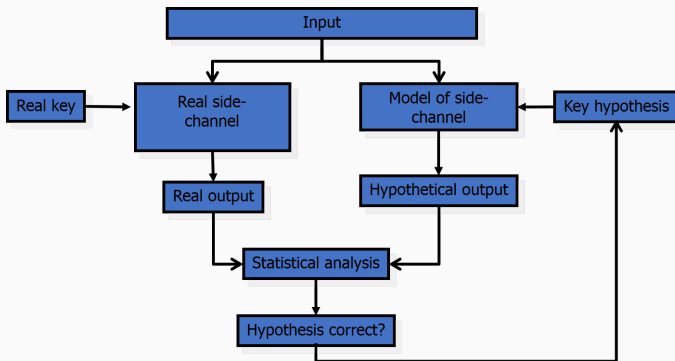 Input
Real key
Real side-
channel
Model of side-
channel
Key hypothesis
Real output
Hypothetical output
Statistical analysis
Hypothesis correct?